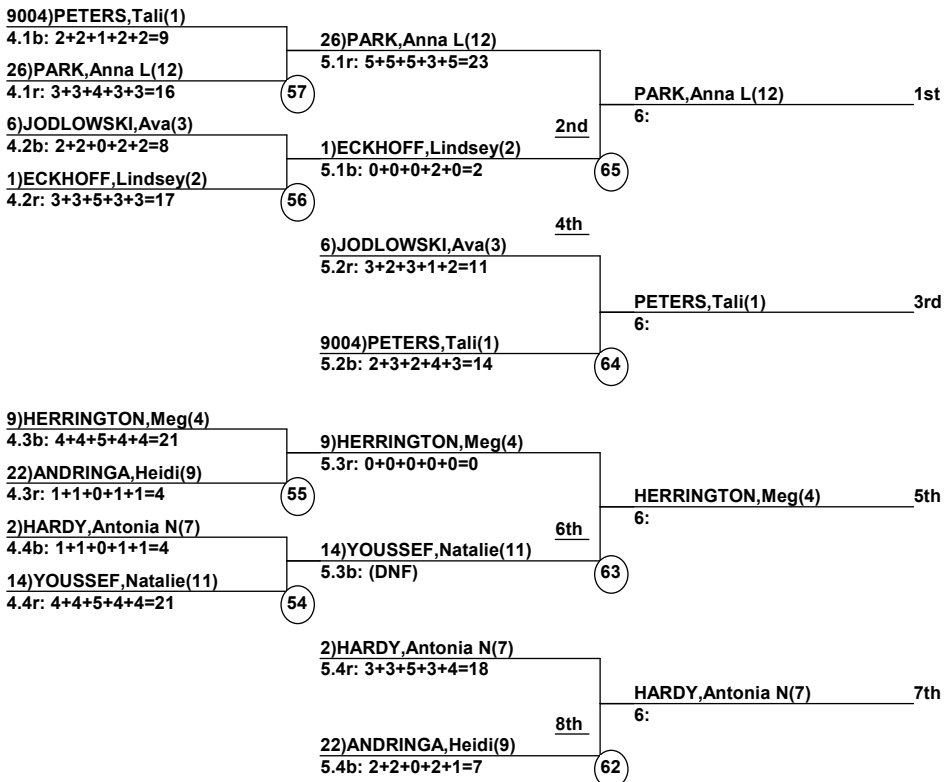 9004)PETERS,Tali(1)
4.1b: 2+2+1+2+2=9
26)PARK,Anna L(12)
4.1r: 3+3+4+3+3=16
57
6)JODLOWSKI,Ava(3)
4.2b: 2+2+0+2+2=8
1)ECKHOFF,Lindsey(2)
4.2r: 3+3+5+3+3=17
56
26)PARK,Anna L(12)
5.1r: 5+5+5+3+5=23
2nd
1)ECKHOFF,Lindsey(2)
5.1b: 0+0+0+2+0=2
65
PARK,Anna L(12)
1st
6:
4th
6)JODLOWSKI,Ava(3)
5.2r: 3+2+3+1+2=11
9004)PETERS,Tali(1)
5.2b: 2+3+2+4+3=14
64
PETERS,Tali(1)
3rd
6:
9)HERRINGTON,Meg(4)
4.3b: 4+4+5+4+4=21
22)ANDRINGA,Heidi(9)
4.3r: 1+1+0+1+1=4
55
2)HARDY,Antonia N(7)
4.4b: 1+1+0+1+1=4
14)YOUSSEF,Natalie(11)
4.4r: 4+4+5+4+4=21
54
9)HERRINGTON,Meg(4)
5.3r: 0+0+0+0+0=0
6th
14)YOUSSEF,Natalie(11)
5.3b: (DNF)
63
HERRINGTON,Meg(4)
5th
6:
2)HARDY,Antonia N(7)
5.4r: 3+3+5+3+4=18
8th
22)ANDRINGA,Heidi(9)
5.4b: 2+2+0+2+1=7
62
HARDY,Antonia N(7)
7th
6: